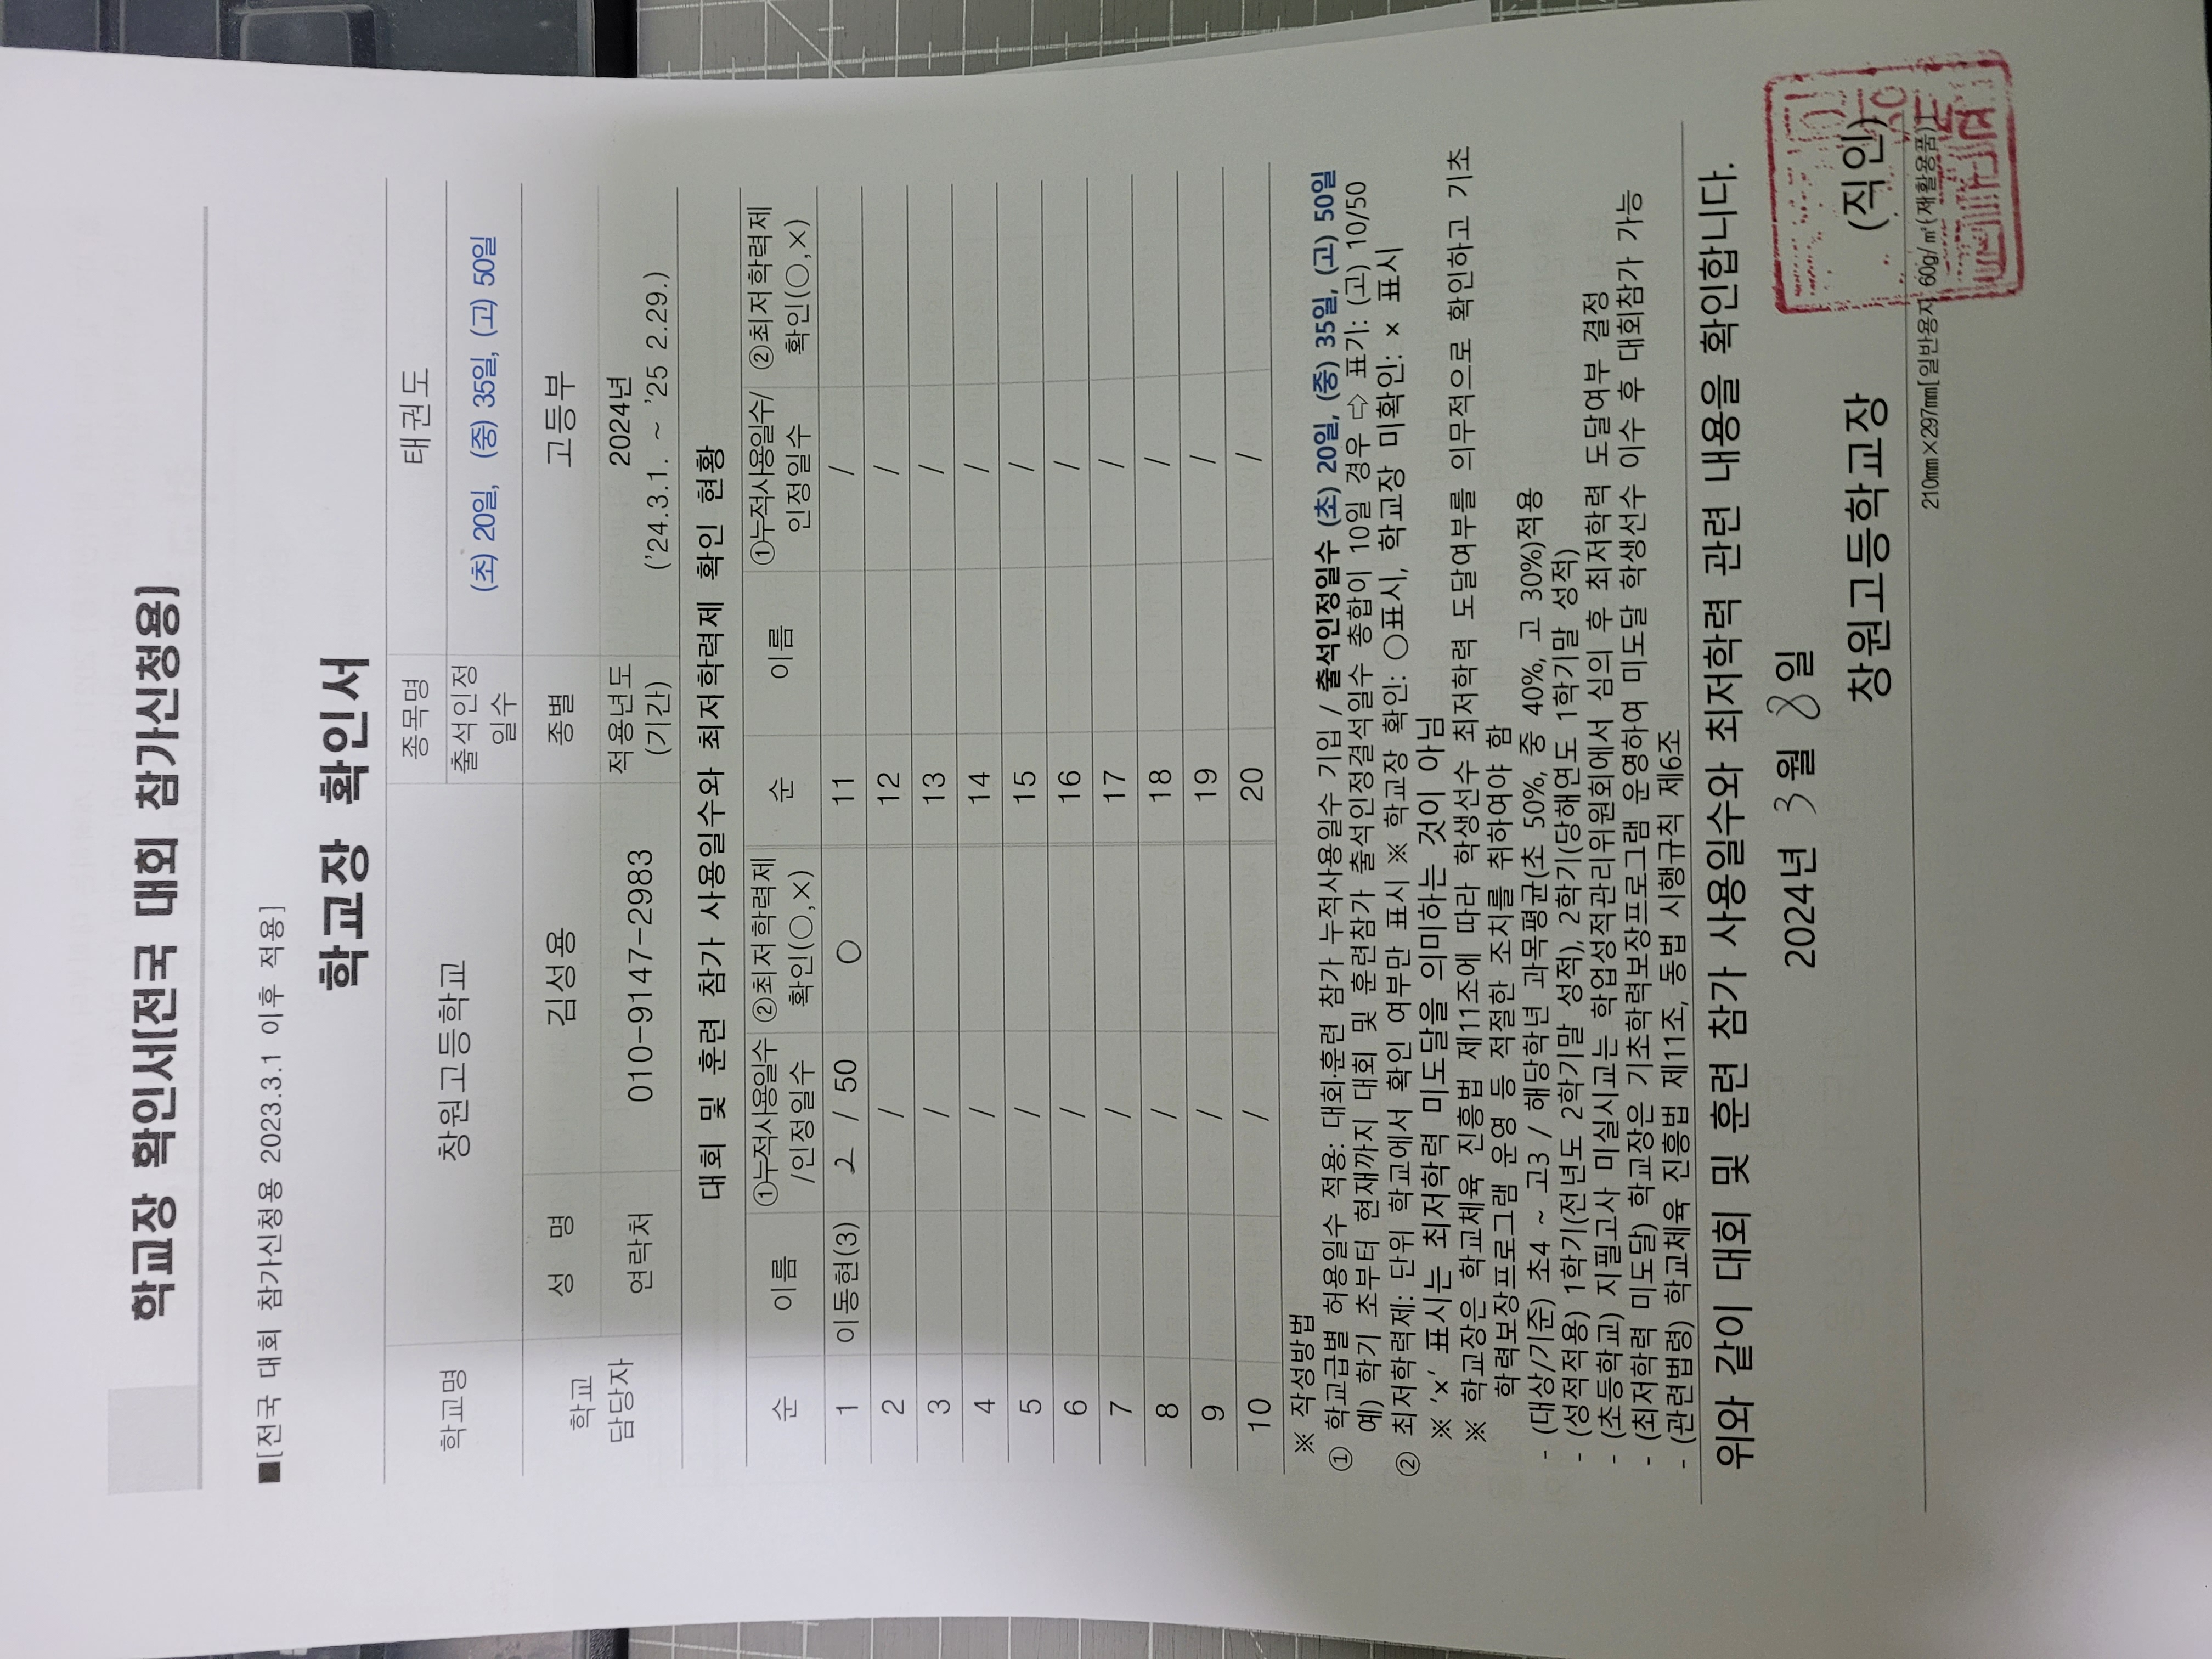 학교장 확인서[전국 대회 참가신청용]
■[전국 대회 참가신청용 2023.3.1 이후 적용]
학교장 확인서
학교명 창원고등학교 종목명 태권도
출석인정일수 (초) 20일, (중) 35일, (고) 50일
학교 담당자 성 명 김성용 종별 고등부
연락처 010-9147-2983 적용년도 (기간) 2024년 ('24.3.1. ~ '25 2.29.)
대회 및 훈련 참가 사용일수와 최저학력제 확인 현황
순 이름 ①누적사용일수/인정일수 ②최저학력제 확인(○,×) 순 이름 ①누적사용일수/인정일수 ②최저학력제 확인(○,×)
1 이동현(3) 2 / 50 ○ 11 /
2 / 12 /
3 / 13 /
4 / 14 /
5 / 15 /
6 / 16 /
7 / 17 /
8 / 18 /
9 / 19 /
10 / 20 /
※ 작성방법
① 학교급별 허용일수 적용: 대회·훈련 참가 누적사용일수 기입 / 출석인정일수 (초) 20일, (중) 35일, (고) 50일
예) 학기 초부터 현재까지 대회 및 훈련참가 출석인정결석일수 총합이 10일 경우 ⇨ 표기: (고) 10/50
② 최저학력제: 단위 학교에서 확인 여부만 표시 ※ 학교장 확인: ○표시, 학교장 미확인: × 표시
※ '×' 표시는 최저학력 미도달을 의미하는 것이 아님
※ 학교장은 학교체육 진흥법 제11조에 따라 학생선수 최저학력 도달여부를 의무적으로 확인하고 기초
학력보장프로그램 운영 등 적절한 조치를 취하여야 함
- (대상/기준) 초4 ~ 고3 / 해당학년 과목평균(초 50%, 중 40%, 고 30%)적용
- (성적적용) 1학기(전년도 2학기말 성적), 2학기(당해연도 1학기말 성적)
- (초등학교) 지필고사 미실시교는 학업성적관리위원회에서 심의 후 최저학력 도달여부 결정
- (최저학력 미도달) 학교장은 기초학력보장프로그램 운영하여 미도달 학생선수 이수 후 대회참가 가능
- (관련법령) 학교체육 진흥법 제11조, 동법 시행규칙 제6조
위와 같이 대회 및 훈련 참가 사용일수와 최저학력 관련 내용을 확인합니다.
2024년 3월 8일
창원고등학교장 (직인)
210㎜×297㎜[일반용지 60g/㎡(재활용품)]